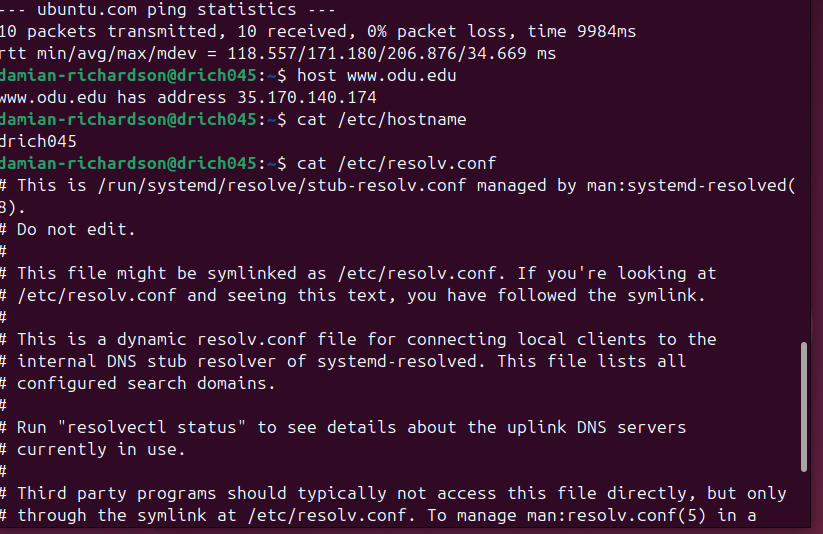 --- ubuntu.com ping statistics ---
10 packets transmitted, 10 received, 0% packet loss, time 9984ms
rtt min/avg/max/mdev = 118.557/171.180/206.876/34.669 ms
damian-richardson@drich045:~$ host www.odu.edu
www.odu.edu has address 35.170.140.174
damian-richardson@drich045:~$ cat /etc/hostname
drich045
damian-richardson@drich045:~$ cat /etc/resolv.conf
# This is /run/systemd/resolve/stub-resolv.conf managed by man:systemd-resolved(
8).
# Do not edit.
#
# This file might be symlinked as /etc/resolv.conf. If you're looking at
# /etc/resolv.conf and seeing this text, you have followed the symlink.
#
# This is a dynamic resolv.conf file for connecting local clients to the
# internal DNS stub resolver of systemd-resolved. This file lists all
# configured search domains.
#
# Run "resolvectl status" to see details about the uplink DNS servers
# currently in use.
#
# Third party programs should typically not access this file directly, but only
# through the symlink at /etc/resolv.conf. To manage man:resolv.conf(5) in a